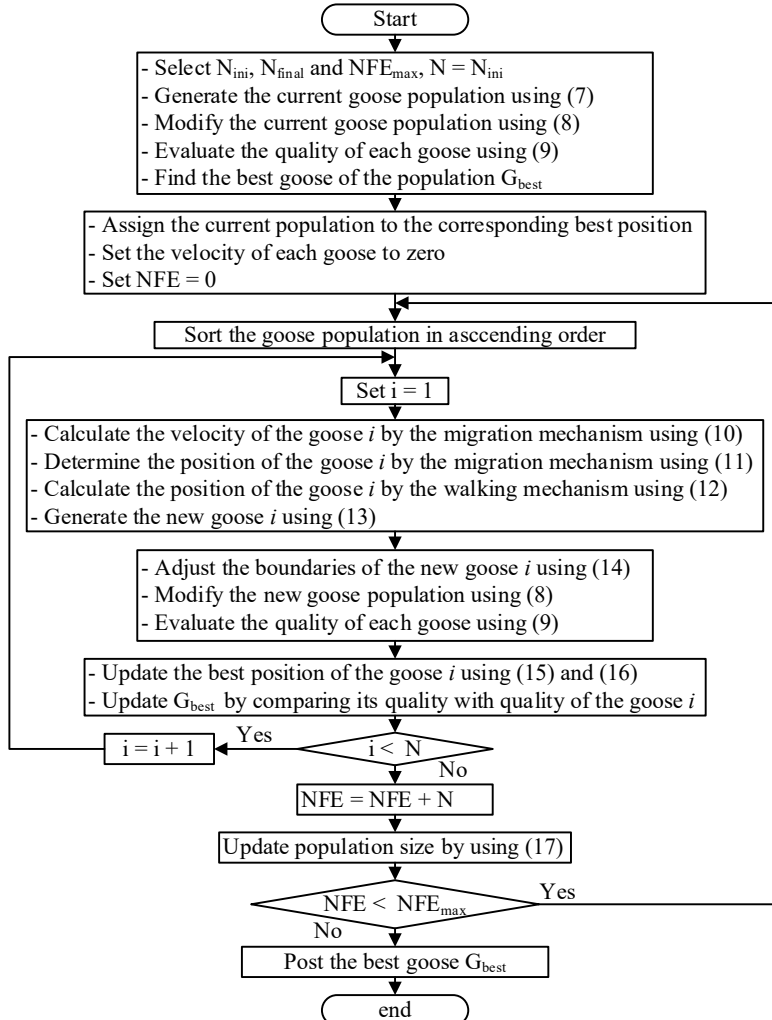 Start
- Select N_ini, N_final and NFE_max, N = N_ini
- Generate the current goose population using (7)
- Modify the current goose population using (8)
- Evaluate the quality of each goose using (9)
- Find the best goose of the population G_best
- Assign the current population to the corresponding best position
- Set the velocity of each goose to zero
- Set NFE = 0
Sort the goose population in asccending order
Set i = 1
- Calculate the velocity of the goose i by the migration mechanism using (10)
- Determine the position of the goose i by the migration mechanism using (11)
- Calculate the position of the goose i by the walking mechanism using (12)
- Generate the new goose i using (13)
- Adjust the boundaries of the new goose i using (14)
- Modify the new goose population using (8)
- Evaluate the quality of each goose using (9)
- Update the best position of the goose i using (15) and (16)
- Update G_best by comparing its quality with quality of the goose i
i = i + 1
Yes
i < N
No
NFE = NFE + N
Update population size by using (17)
NFE < NFE_max
Yes
No
Post the best goose G_best
end